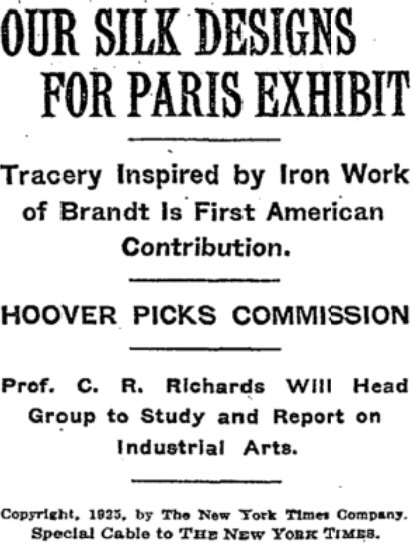 OUR SILK DESIGNS
FOR PARIS EXHIBIT
Tracery Inspired by Iron Work
of Brandt Is First American
Contribution.
HOOVER PICKS COMMISSION
Prof. C. R. Richards Will Head
Group to Study and Report on
Industrial Arts.
Copyright, 1925, by The New York Times Company.
Special Cable to THE NEW YORK TIMES.